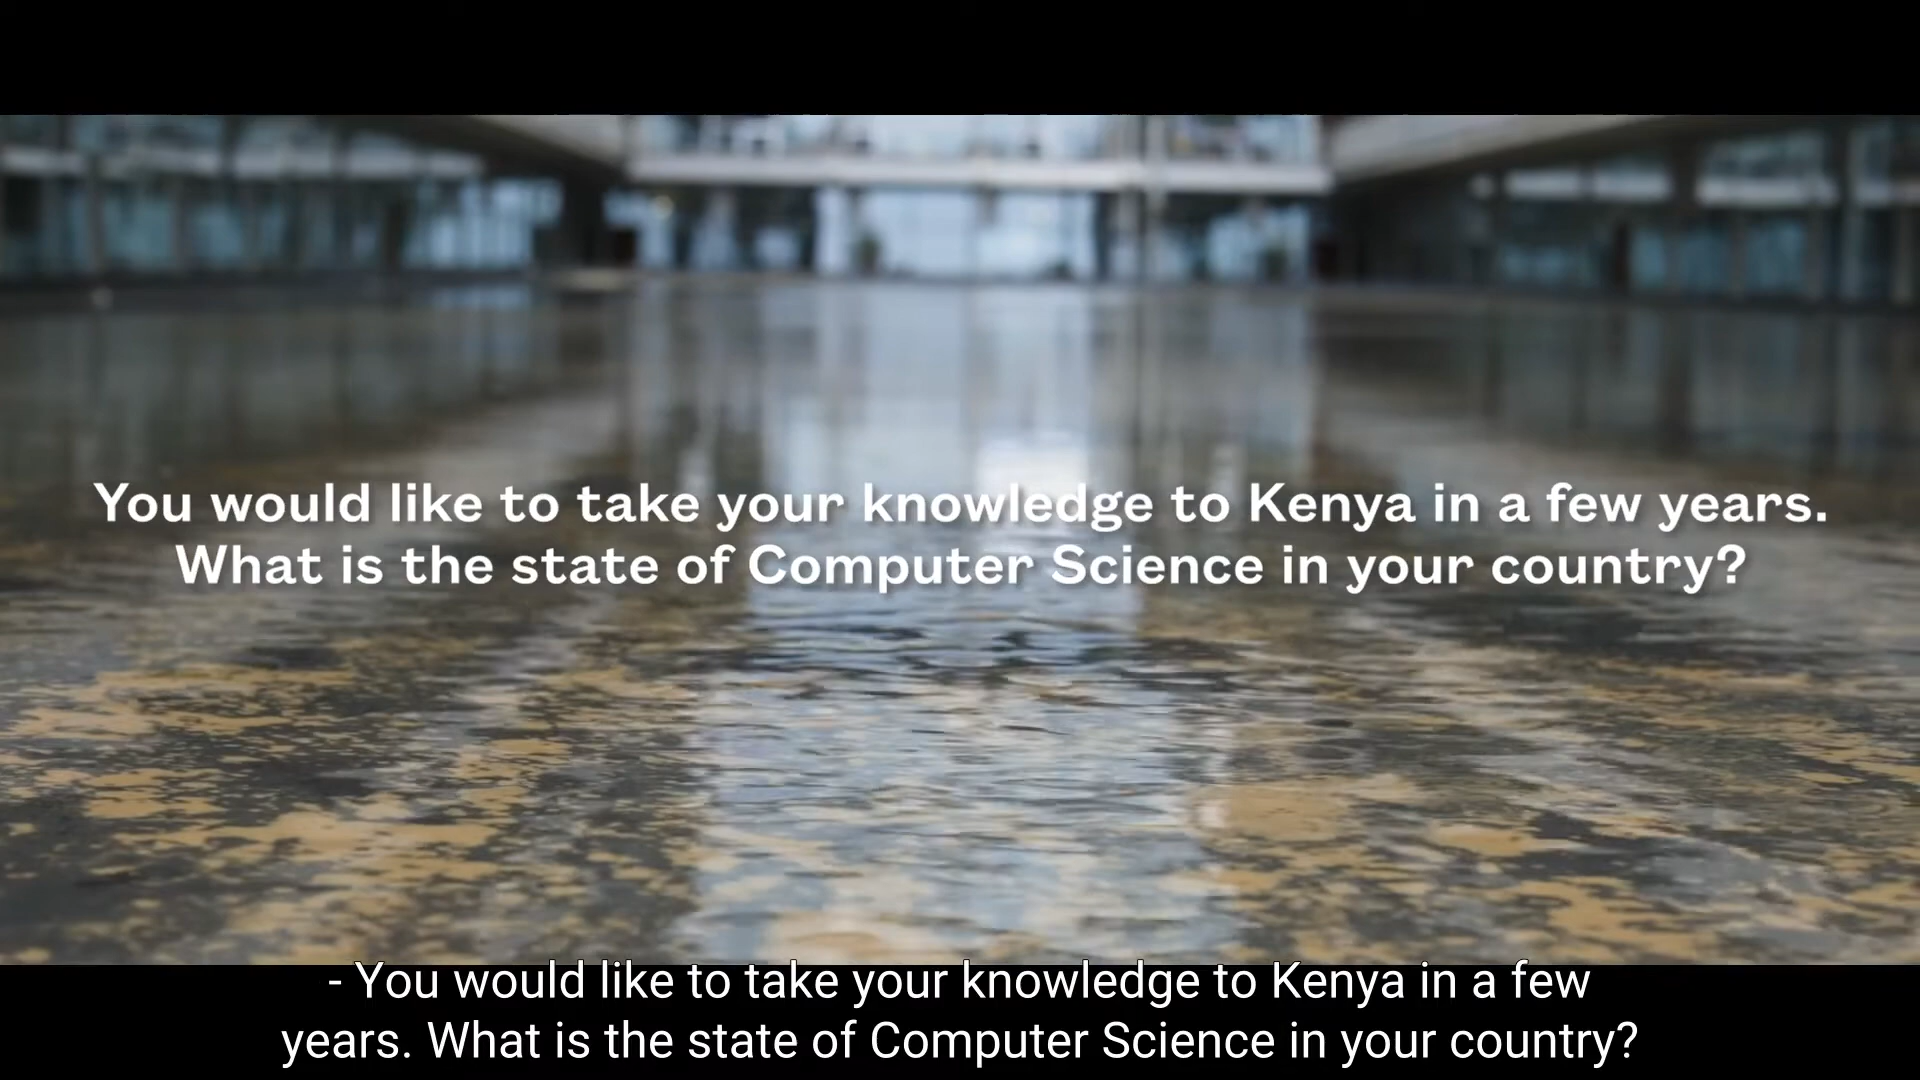 You would like to take your knowledge to Kenya in a few years.
What is the state of Computer Science in your country?
- You would like to take your knowledge to Kenya in a few
years. What is the state of Computer Science in your country?